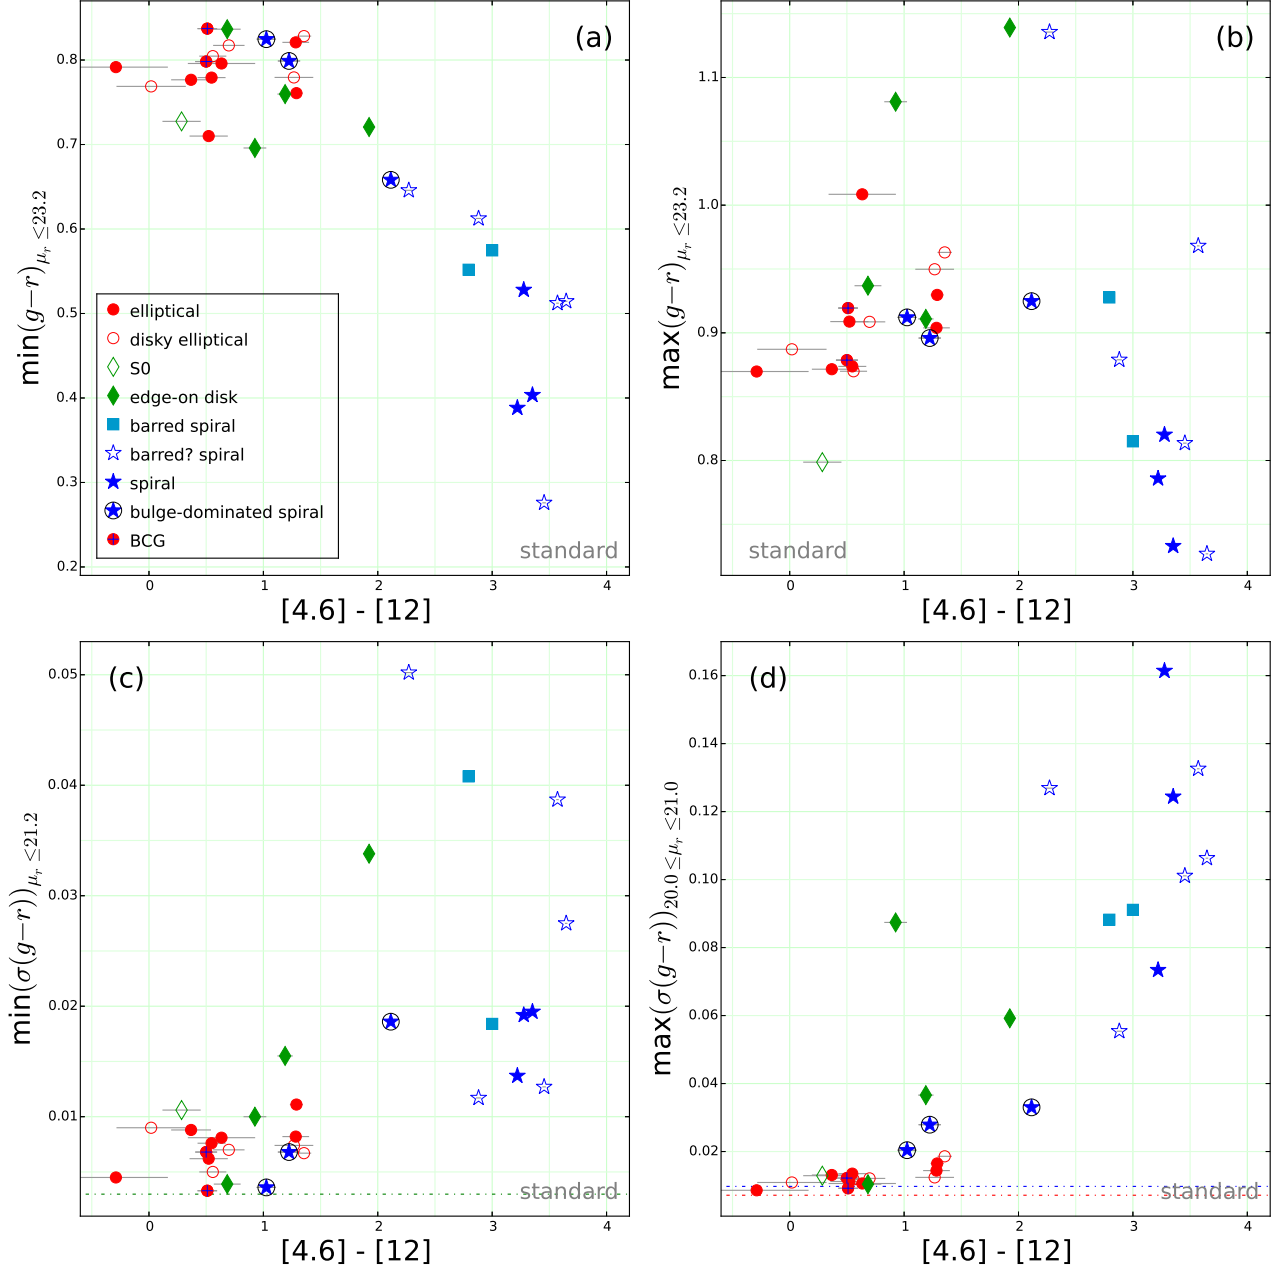 (a)
0.8
0.7
0.6
0.5
0.4
0.3
0.2
min(g−r)μr ≤23.2
elliptical
disky elliptical
S0
edge-on disk
barred spiral
barred? spiral
spiral
bulge-dominated spiral
BCG
standard
0 1 2 3 4
[4.6] - [12]
(b)
1.1
1.0
0.9
0.8
max(g−r)μr ≤23.2
standard
0 1 2 3 4
[4.6] - [12]
(c)
0.05
0.04
0.03
0.02
0.01
min(σ(g−r))μr ≤21.2
standard
0 1 2 3 4
[4.6] - [12]
(d)
0.16
0.14
0.12
0.10
0.08
0.06
0.04
0.02
max(σ(g−r))20.0≤μr ≤21.0
standard
0 1 2 3 4
[4.6] - [12]